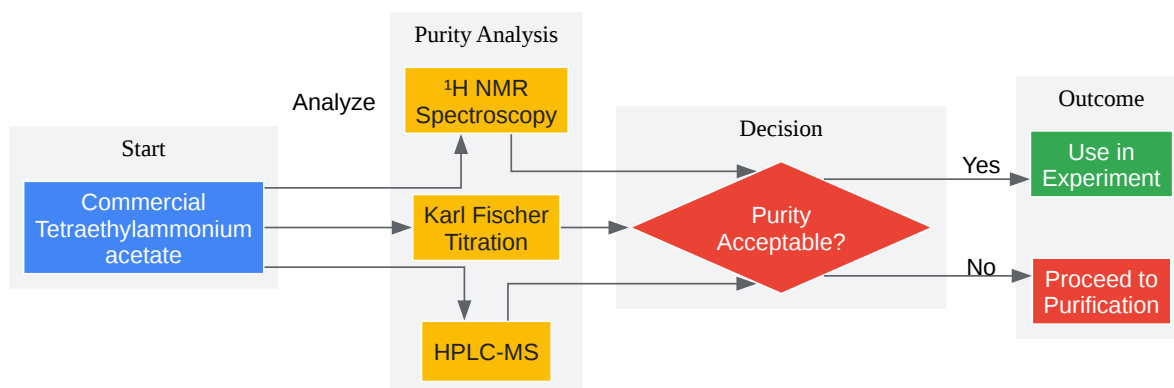 Start
Commercial
Tetraethylammonium
acetate
Analyze
Purity Analysis
¹H NMR
Spectroscopy
Karl Fischer
Titration
HPLC-MS
Decision
Purity
Acceptable?
Yes
No
Outcome
Use in
Experiment
Proceed to
Purification